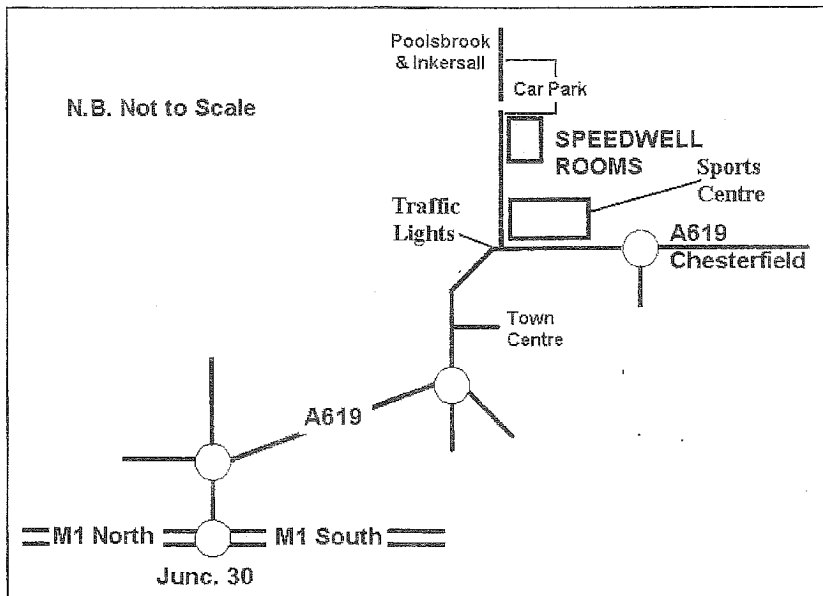 Poolsbrook
& Inkersall
Car Park
N.B. Not to Scale
SPEEDWELL
ROOMS
Sports
Centre
Traffic
Lights
A619
Chesterfield
Town
Centre
A619
M1 North
M1 South
Junc. 30